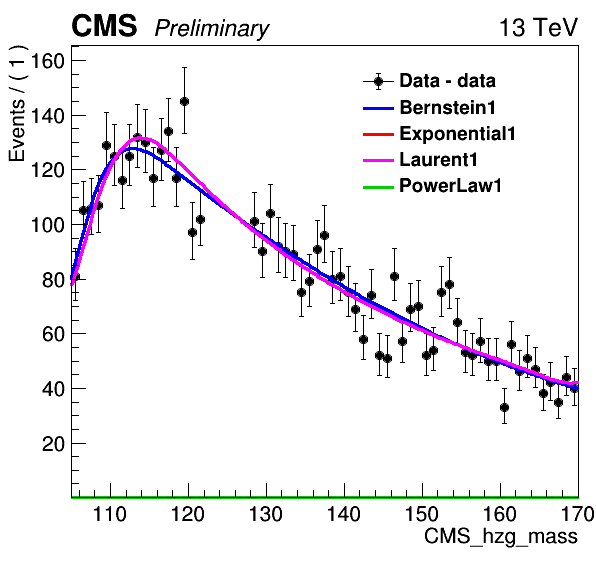 CMS Preliminary 13 TeV
Events / ( 1 )
160
140
120
100
80
60
40
20
Data - data
Bernstein1
Exponential1
Laurent1
PowerLaw1
110 120 130 140 150 160 170
CMS_hzg_mass